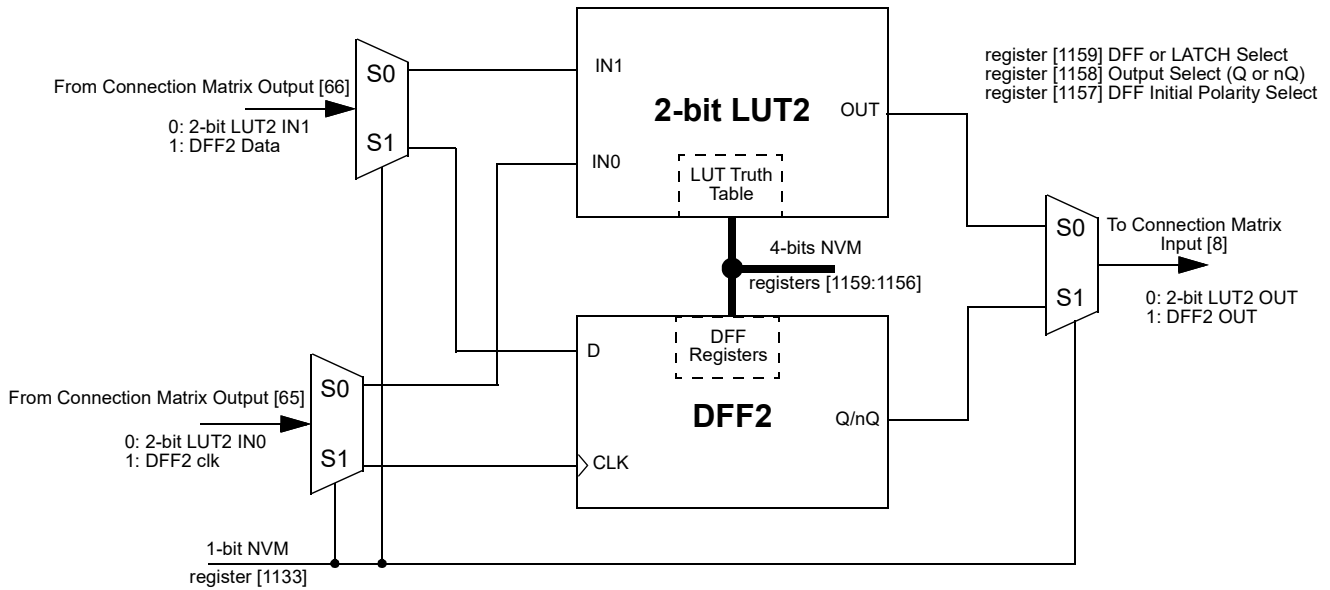 From Connection Matrix Output [66]
0: 2-bit LUT2 IN1
1: DFF2 Data
S0
S1
IN1
IN0
2-bit LUT2
OUT
LUT Truth
Table
register [1159] DFF or LATCH Select
register [1158] Output Select (Q or nQ)
register [1157] DFF Initial Polarity Select
4-bits NVM
registers [1159:1156]
S0
S1
To Connection Matrix
Input [8]
0: 2-bit LUT2 OUT
1: DFF2 OUT
From Connection Matrix Output [65]
0: 2-bit LUT2 IN0
1: DFF2 clk
S0
S1
D
CLK
DFF
Registers
DFF2
Q/nQ
1-bit NVM
register [1133]